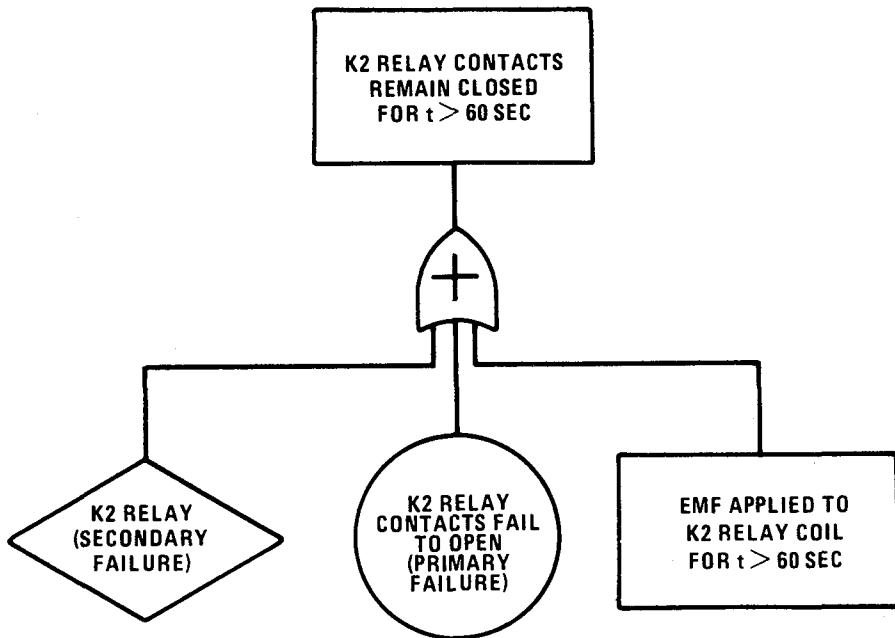 K2 RELAY CONTACTS
REMAIN CLOSED
FOR t > 60 SEC
+
K2 RELAY
(SECONDARY
FAILURE)
K2 RELAY
CONTACTS FAIL
TO OPEN
(PRIMARY
FAILURE)
EMF APPLIED TO
K2 RELAY COIL
FOR t > 60 SEC